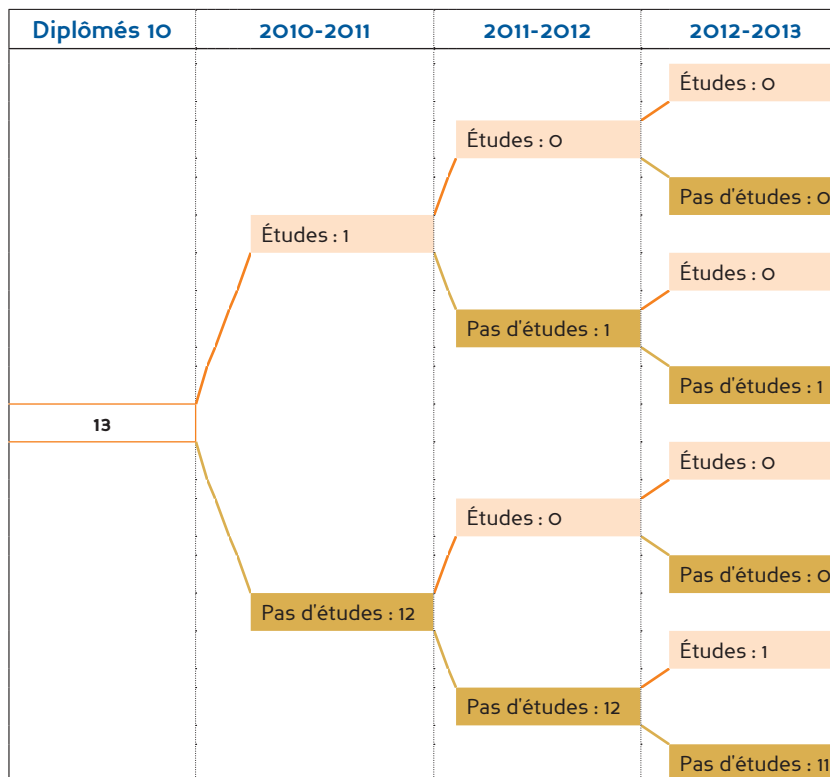 Diplômés 10 2010-2011 2011-2012 2012-2013
Études : 0
Études : 0
Pas d'études : 0
Études : 1
Études : 0
Pas d'études : 1
Pas d'études : 1
13
Études : 0
Études : 0
Pas d'études : 0
Pas d'études : 12
Études : 1
Pas d'études : 12
Pas d'études : 11